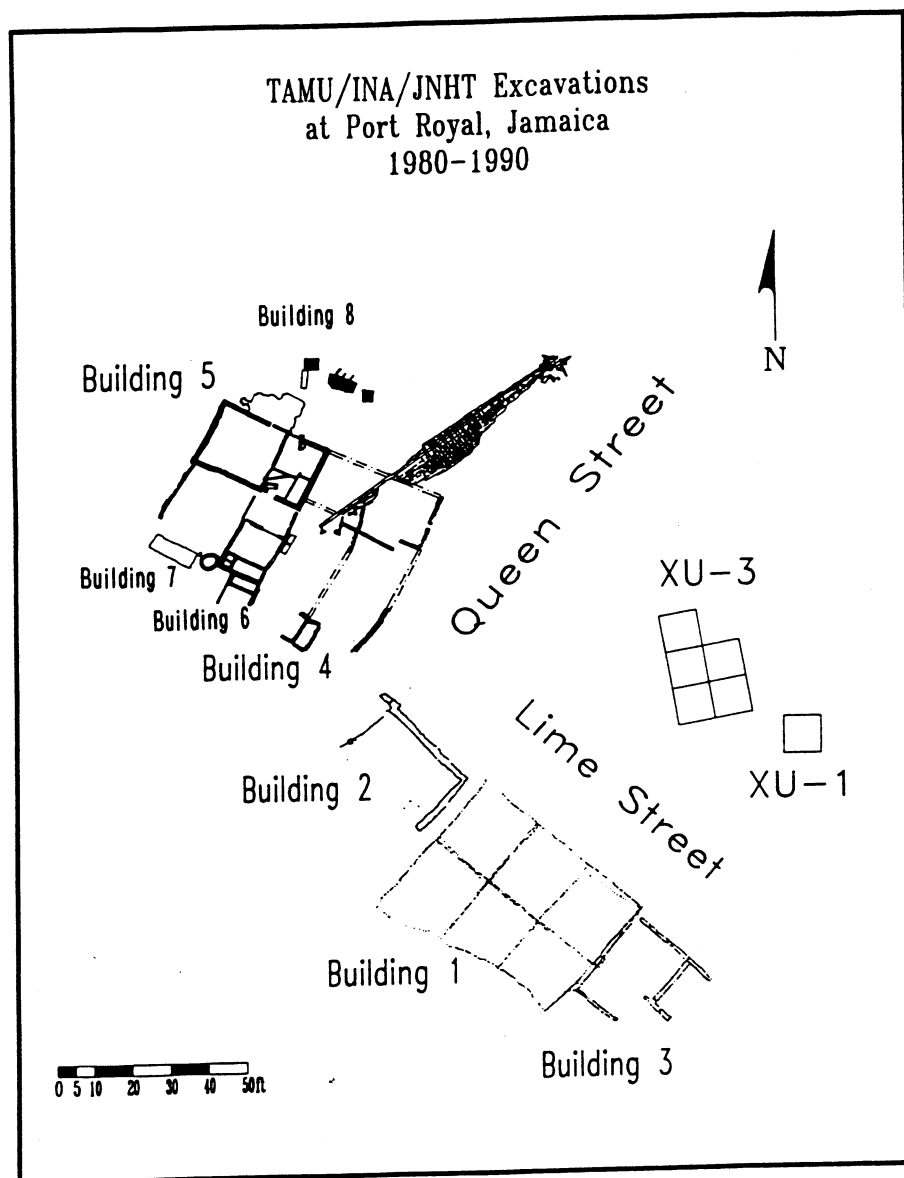 TAMU/INA/JNHT Excavations
at Port Royal, Jamaica
1980-1990
N
Building 8
Building 5
Queen Street
XU-3
Building 7
Building 6
Building 4
Lime Street
Building 2
XU-1
Building 1
Building 3
0 5 10 20 30 40 50ft